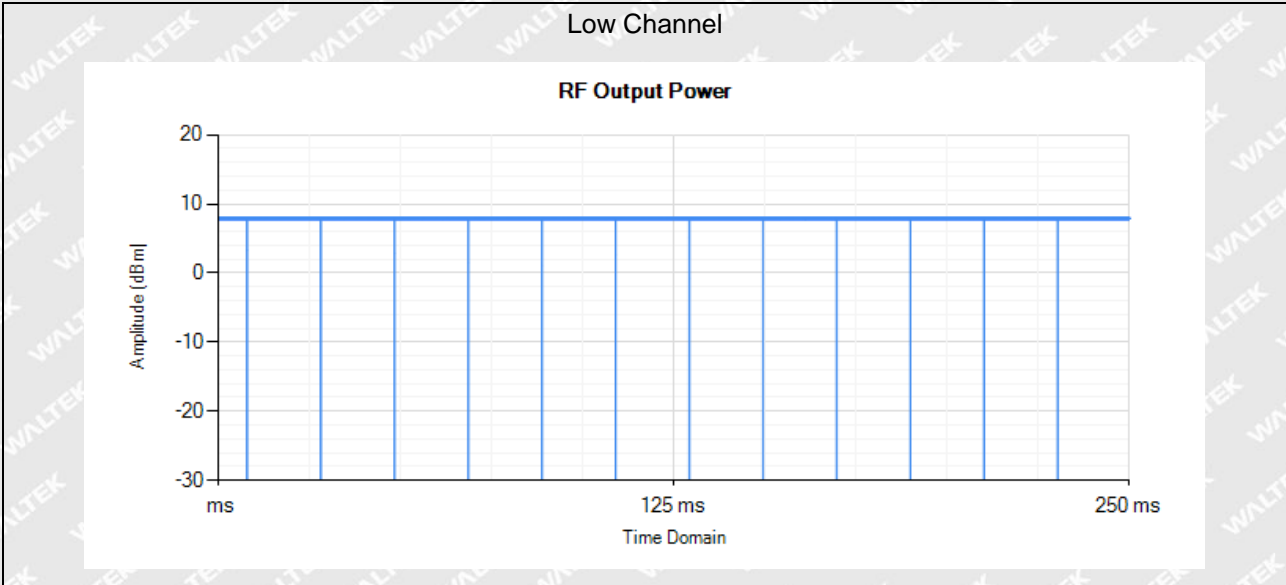 Low Channel
RF Output Power
20
10
0
-10
-20
-30
Amplitude [dBm]
ms
125 ms
250 ms
Time Domain
WALTEK